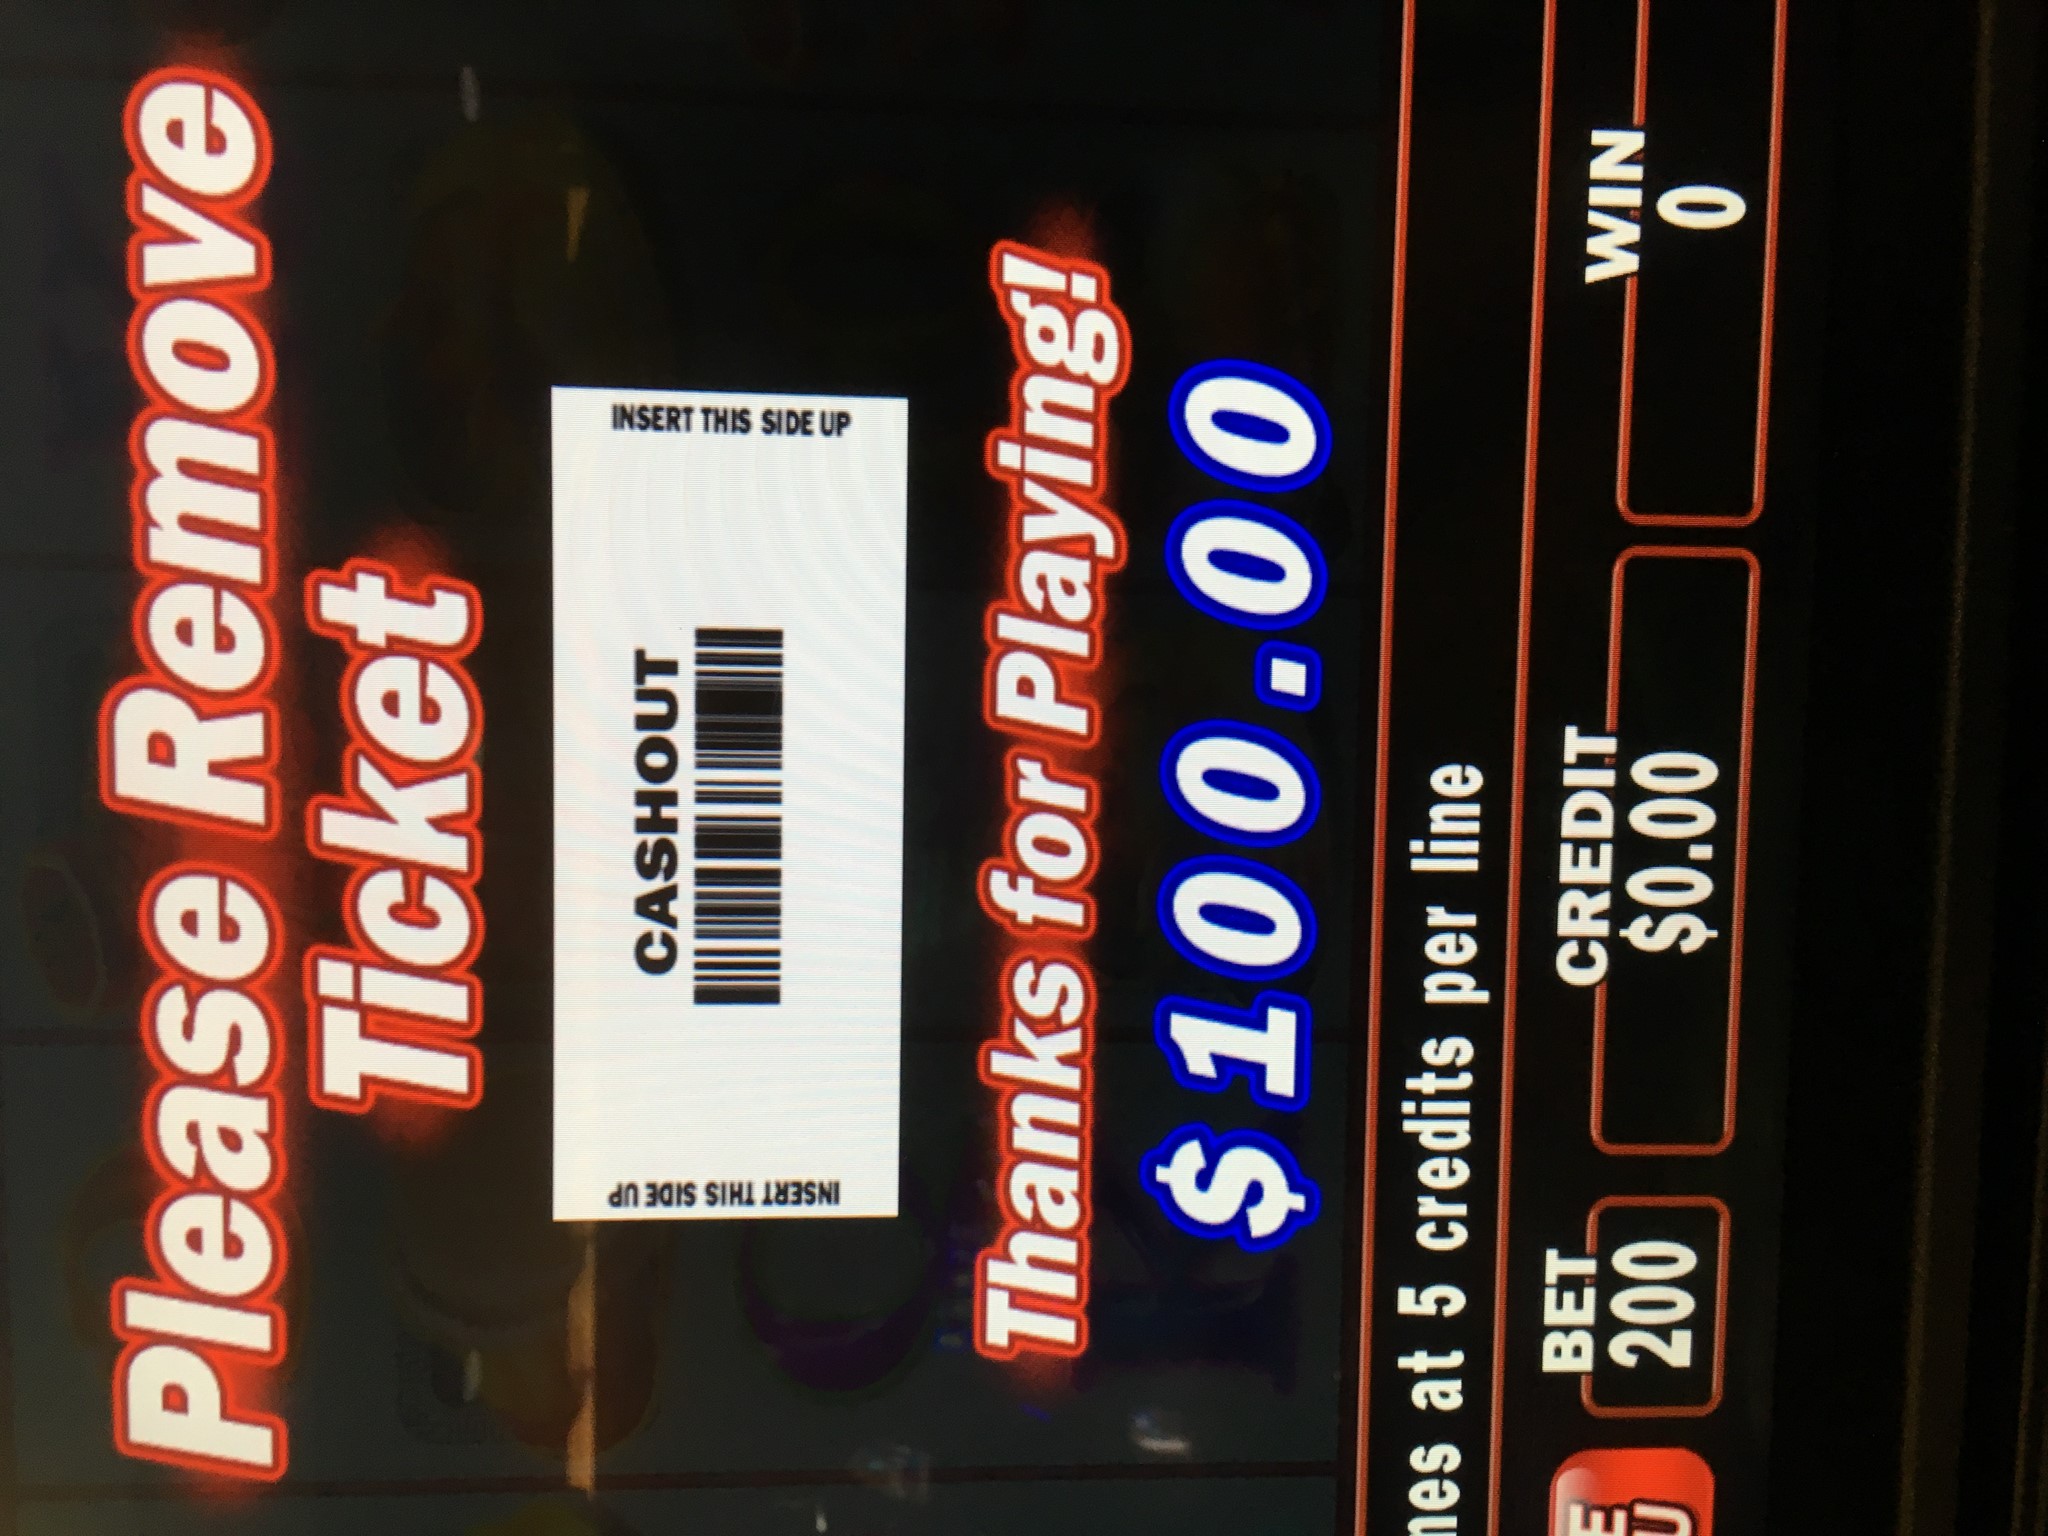 Please Remove
Ticket
INSERT THIS SIDE UP
CASHOUT
INSERT THIS SIDE UP
Thanks for Playing!
$100.00
at 5 credits per line
BET
200
CREDIT
$0.00
WIN
0